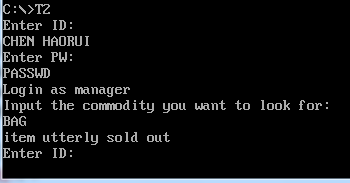 C:\>T2
Enter ID:
CHEN HAORUI
Enter PW:
PASSWD
Login as manager
Input the commodity you want to look for:
BAG
item utterly sold out
Enter ID: